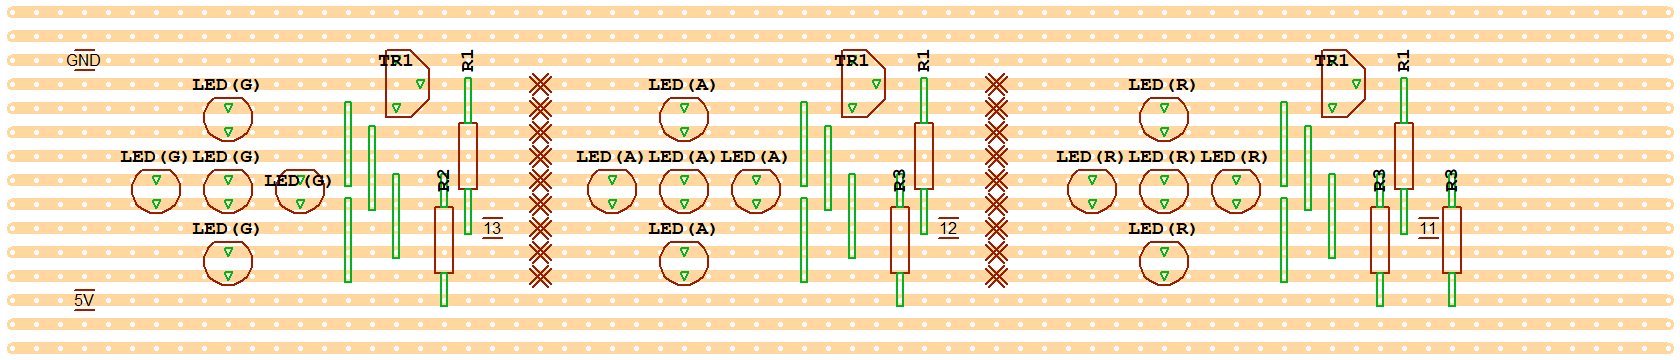 GND TR1 R1 TR1 R1 TR1 R1
LED(G) LED(A) LED(R)
LED(G) LED(G) LED(A) LED(A) LED(A) LED(R) LED(R) LED(R)
LED(G) R2 R3 R3 R3
LED(G) 13 LED(A) 12 LED(R) 11
5V